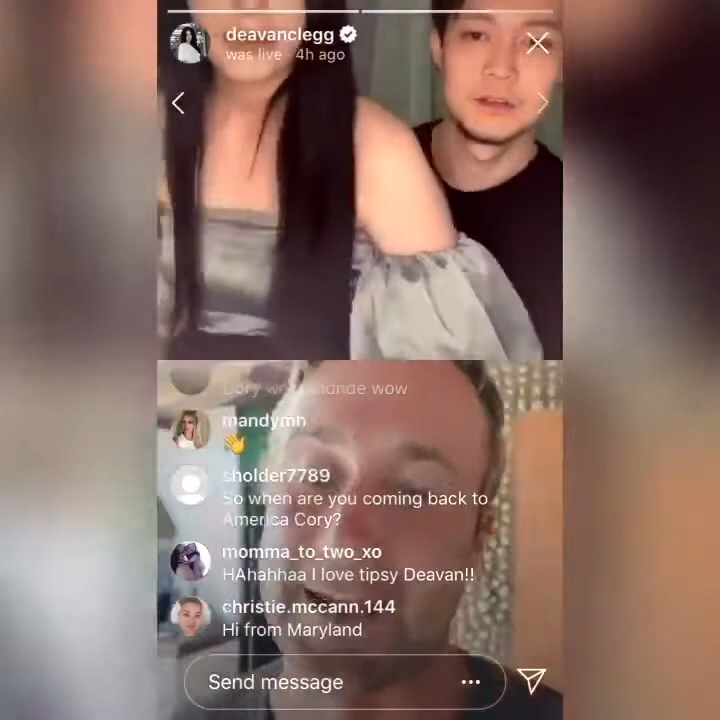 deavanclegg
was live · 4h ago
wow
mandymn
sholder7789
So when are you coming back to
America Cory?
momma_to_two_xo
HAhahhaa I love tipsy Deavan!!
christie.mccann.144
Hi from Maryland
Send message